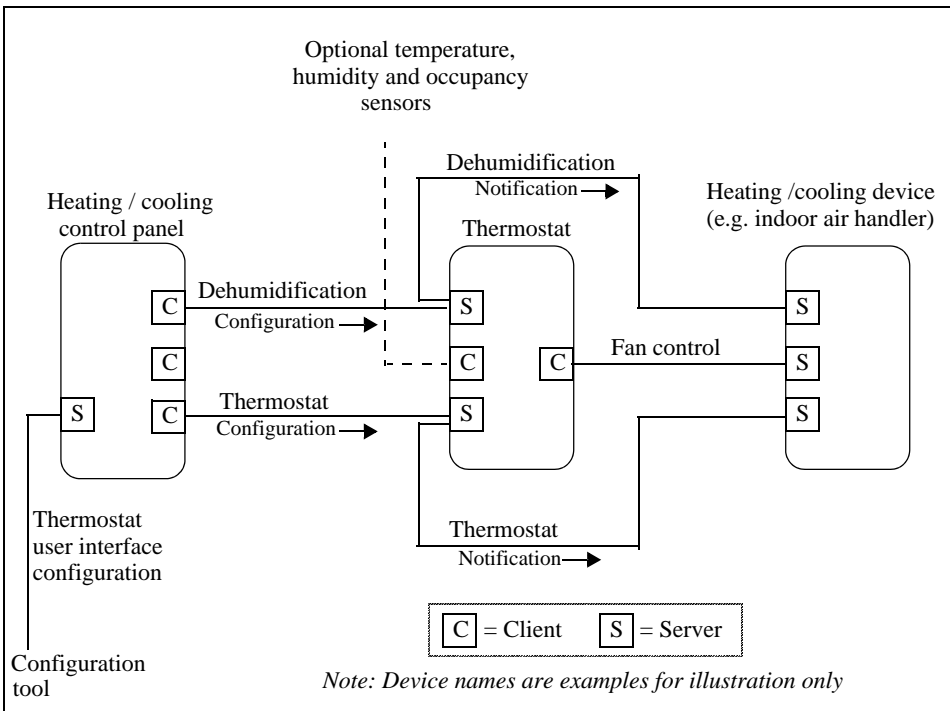 Optional temperature,
humidity and occupancy
sensors
Dehumidification
Notification
Heating / cooling
control panel
Thermostat
Heating /cooling device
(e.g. indoor air handler)
C
Dehumidification
Configuration
S
S
C
C
C
Fan control
S
S
C
Thermostat
Configuration
S
S
Thermostat
user interface
configuration
Thermostat
Notification
C = Client S = Server
Configuration
tool
Note: Device names are examples for illustration only